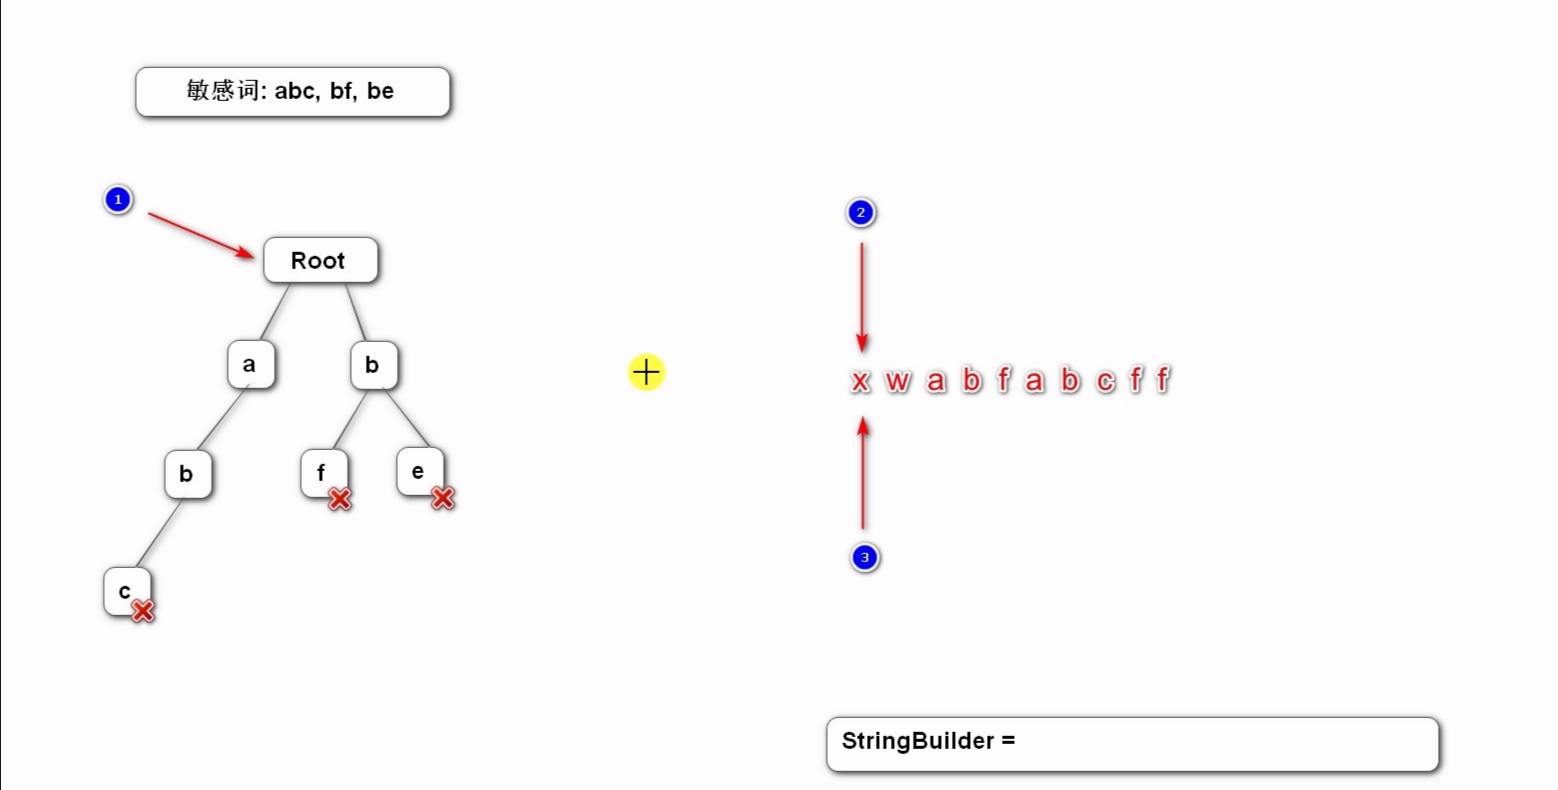 敏感词: abc, bf, be
1
2
Root
a
b
x w a b f a b c f f
b
f
e
3
c
StringBuilder =